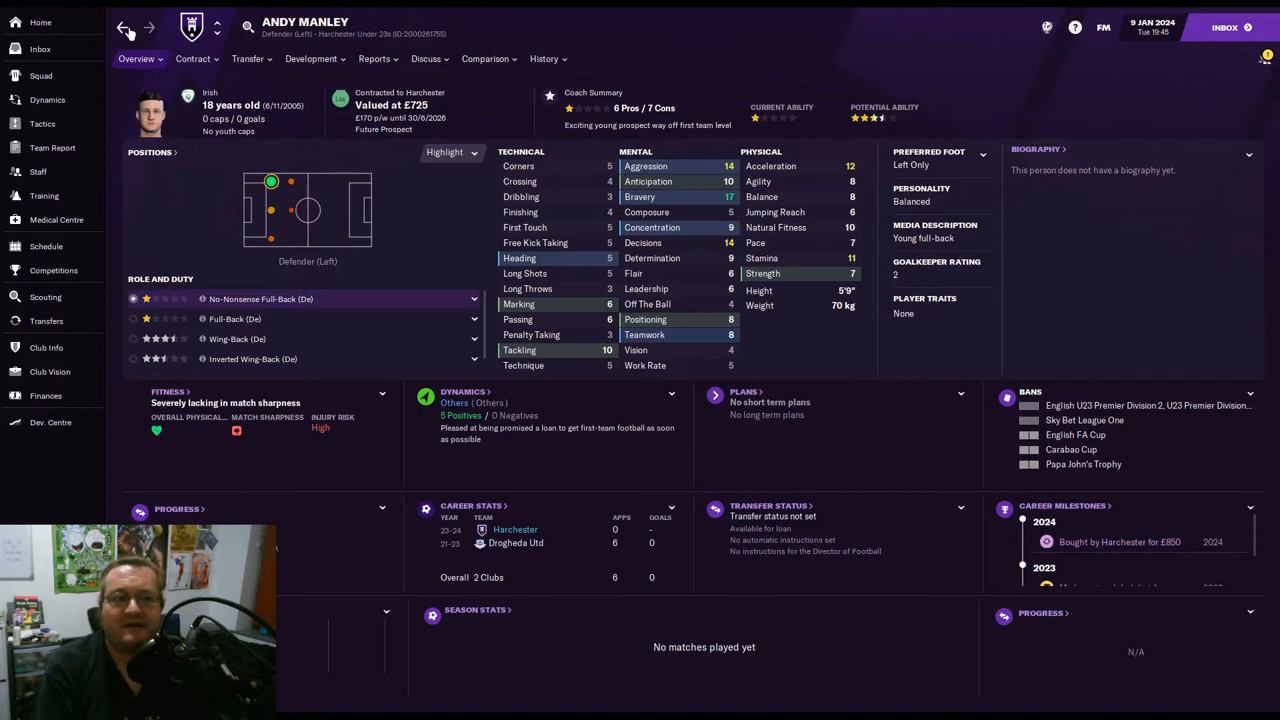 Home
Inbox
Squad
Dynamics
Tactics
Team Report
Staff
Training
Medical Centre
Schedule
Competitions
Scouting
Transfers
Club Info
Club Vision
Finances
Dev. Centre
ANDY MANLEY
Defender (Left) - Harchester Under 23s (ID:2000261755)
FM
9 JAN 2024
Tue 19:45
INBOX
1
Overview
Contract
Transfer
Development
Reports
Discuss
Comparison
History
Irish
18 years old (6/11/2005)
0 caps / 0 goals
No youth caps
Loa
Contracted to Harchester
Valued at £725
£170 p/w until 30/6/2026
Future Prospect
Coach Summary
6 Pros / 7 Cons
Exciting young prospect way off first team level
CURRENT ABILITY
POTENTIAL ABILITY
POSITIONS
Highlight
Defender (Left)
ROLE AND DUTY
No-Nonsense Full-Back (De)
Full-Back (De)
Wing-Back (De)
Inverted Wing-Back (De)
TECHNICAL
Corners 5
Crossing 4
Dribbling 3
Finishing 4
First Touch 5
Free Kick Taking 5
Heading 5
Long Shots 5
Long Throws 3
Marking 6
Passing 6
Penalty Taking 3
Tackling 10
Technique 5
MENTAL
Aggression 14
Anticipation 10
Bravery 17
Composure 5
Concentration 9
Decisions 14
Determination 9
Flair 6
Leadership 6
Off The Ball 4
Positioning 8
Teamwork 8
Vision 4
Work Rate 5
PHYSICAL
Acceleration 12
Agility 8
Balance 8
Jumping Reach 6
Natural Fitness 10
Pace 7
Stamina 11
Strength 7
Height 5'9"
Weight 70 kg
PREFERRED FOOT
Left Only
PERSONALITY
Balanced
MEDIA DESCRIPTION
Young full-back
GOALKEEPER RATING
2
PLAYER TRAITS
None
BIOGRAPHY
This person does not have a biography yet.
FITNESS
Severely lacking in match sharpness
OVERALL PHYSICAL... MATCH SHARPNESS INJURY RISK
High
DYNAMICS
Others (Others)
5 Positives / 0 Negatives
Pleased at being promised a loan to get first-team football as soon
as possible
PLANS
No short term plans
No long term plans
BANS
English U23 Premier Division 2, U23 Premier Division...
Sky Bet League One
English FA Cup
Carabao Cup
Papa John's Trophy
PROGRESS
CAREER STATS
YEAR TEAM APPS GOALS
23-24 Harchester 0 -
21-23 Drogheda Utd 6 0
Overall 2 Clubs 6 0
TRANSFER STATUS
Transfer status not set
Available for loan
No automatic instructions set
No instructions for the Director of Football
CAREER MILESTONES
2024
Bought by Harchester for £850 2024
2023
SEASON STATS
No matches played yet
PROGRESS
N/A